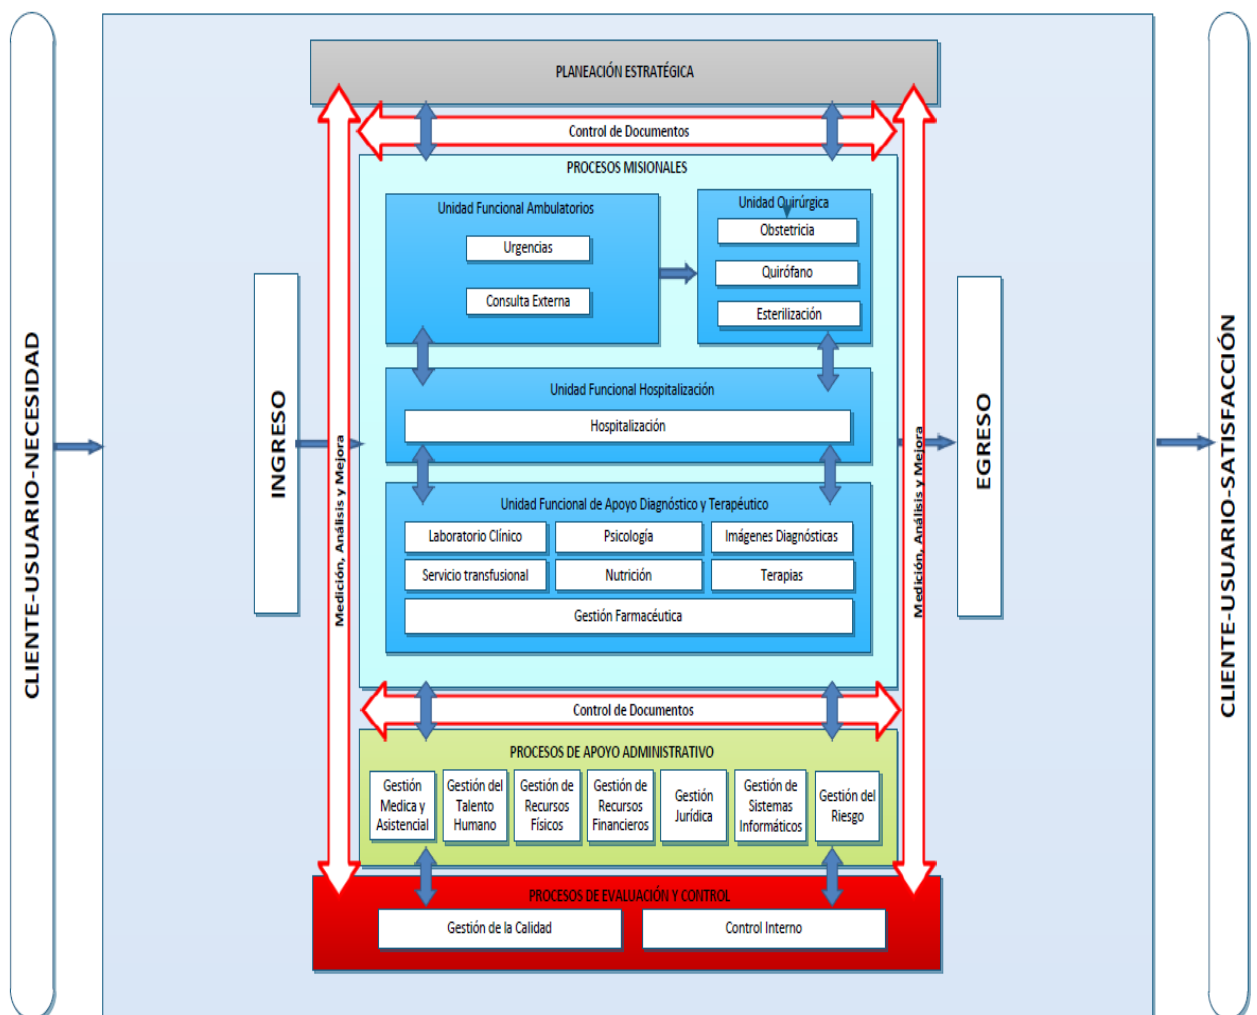 CLIENTE-USUARIO-NECESIDAD
INGRESO
PLANEACIÓN ESTRATÉGICA
Control de Documentos
Medición, Análisis y Mejora
PROCESOS MISIONALES
Unidad Funcional Ambulatorios
Urgencias
Consulta Externa
Unidad Quirúrgica
Obstetricia
Quirófano
Esterilización
Unidad Funcional Hospitalización
Hospitalización
Unidad Funcional de Apoyo Diagnóstico y Terapéutico
Laboratorio Clínico
Psicología
Imágenes Diagnósticas
Servicio transfusional
Nutrición
Terapias
Gestión Farmacéutica
Medición, Análisis y Mejora
Control de Documentos
PROCESOS DE APOYO ADMINISTRATIVO
Gestión
Medica y
Asistencial
Gestión del
Talento
Humano
Gestión de
Recursos
Físicos
Gestión de
Recursos
Financieros
Gestión
Jurídica
Gestión de
Sistemas
Informáticos
Gestión del
Riesgo
PROCESOS DE EVALUACIÓN Y CONTROL
Gestión de la Calidad
Control Interno
EGRESO
CLIENTE-USUARIO-SATISFACCIÓN